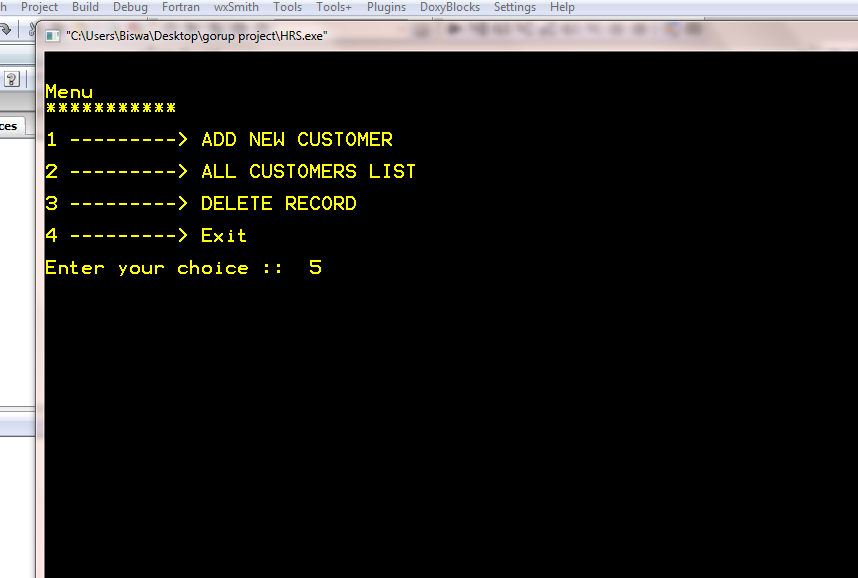 h Project Build Debug Fortran wxSmith Tools Tools+ Plugins DoxyBlocks Settings Help
"C:\Users\Biswa\Desktop\gorup project\HRS.exe"
Menu
***********
ces
1 ---------> ADD NEW CUSTOMER
2 ---------> ALL CUSTOMERS LIST
3 ---------> DELETE RECORD
4 ---------> Exit
Enter your choice :: 5